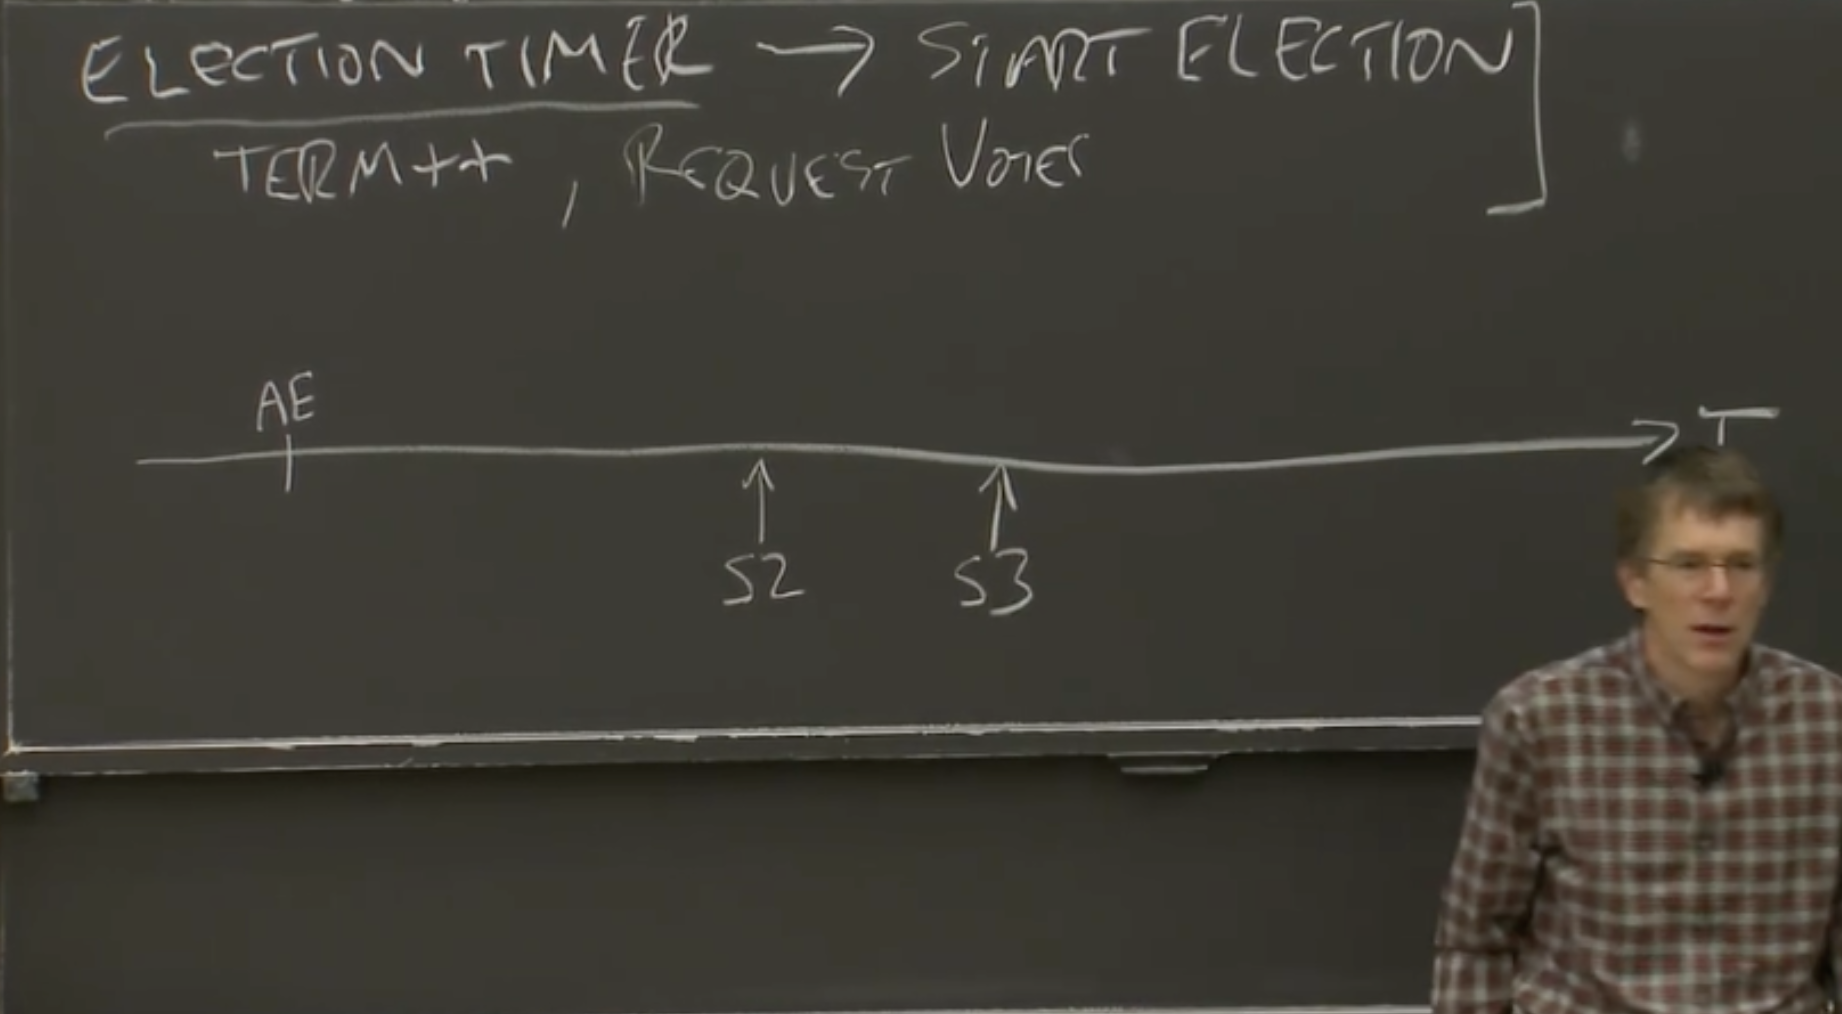 ELECTION TIMER → START ELECTION]
TERM++, REQUEST VOTES
AE
T
S2 S3